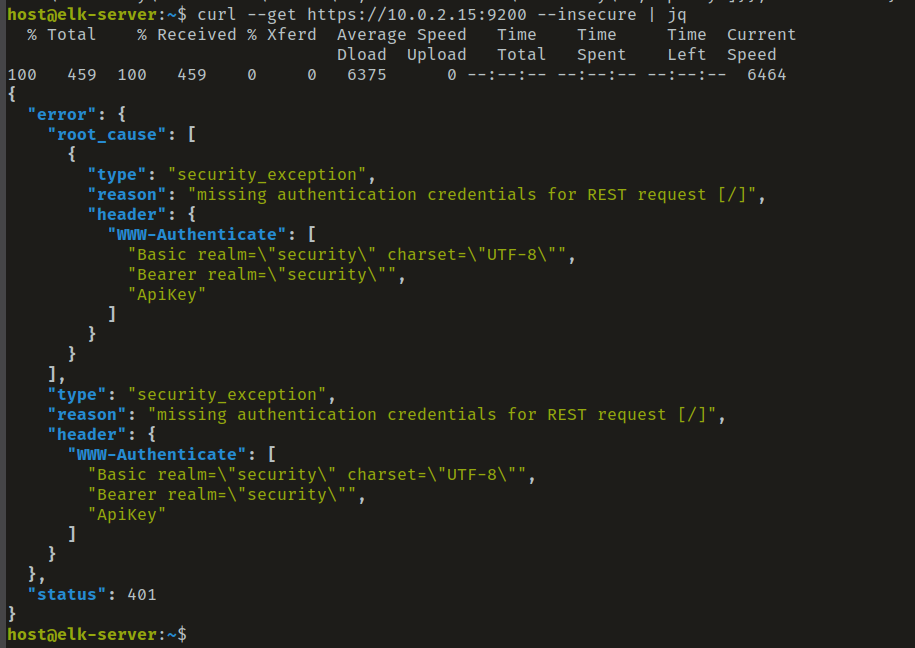 host@elk-server:~$ curl --get https://10.0.2.15:9200 --insecure | jq
  % Total    % Received % Xferd  Average Speed   Time    Time     Time  Current
                                 Dload  Upload   Total   Spent    Left  Speed
100   459  100   459    0     0   6375      0 --:--:-- --:--:-- --:--:--  6464
{
  "error": {
    "root_cause": [
      {
        "type": "security_exception",
        "reason": "missing authentication credentials for REST request [/]",
        "header": {
          "WWW-Authenticate": [
            "Basic realm=\"security\" charset=\"UTF-8\"",
            "Bearer realm=\"security\"",
            "ApiKey"
          ]
        }
      }
    ],
    "type": "security_exception",
    "reason": "missing authentication credentials for REST request [/]",
    "header": {
      "WWW-Authenticate": [
        "Basic realm=\"security\" charset=\"UTF-8\"",
        "Bearer realm=\"security\"",
        "ApiKey"
      ]
    }
  },
  "status": 401
}
host@elk-server:~$